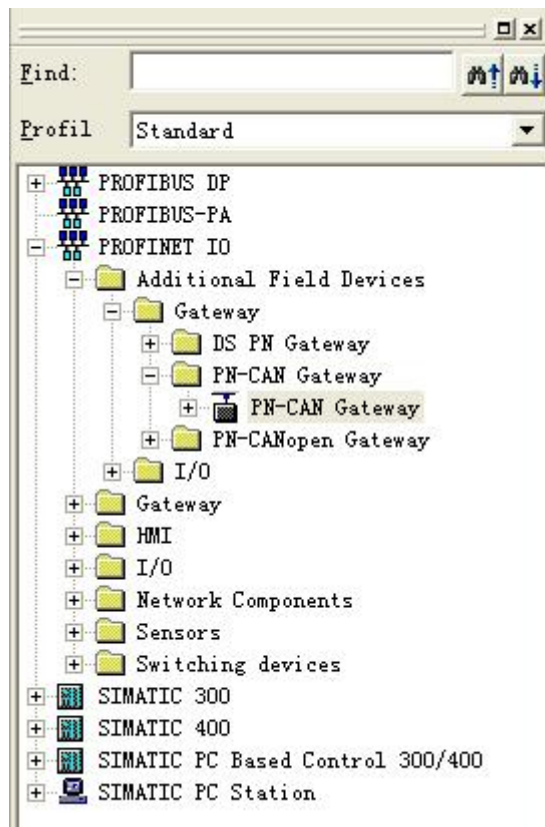 Find:
Profil Standard
PROFIBUS DP
PROFIBUS-PA
PROFINET IO
Additional Field Devices
Gateway
DS PN Gateway
PN-CAN Gateway
PN-CAN Gateway
PN-CANopen Gateway
I/O
Gateway
HMI
I/O
Network Components
Sensors
Switching devices
SIMATIC 300
SIMATIC 400
SIMATIC PC Based Control 300/400
SIMATIC PC Station